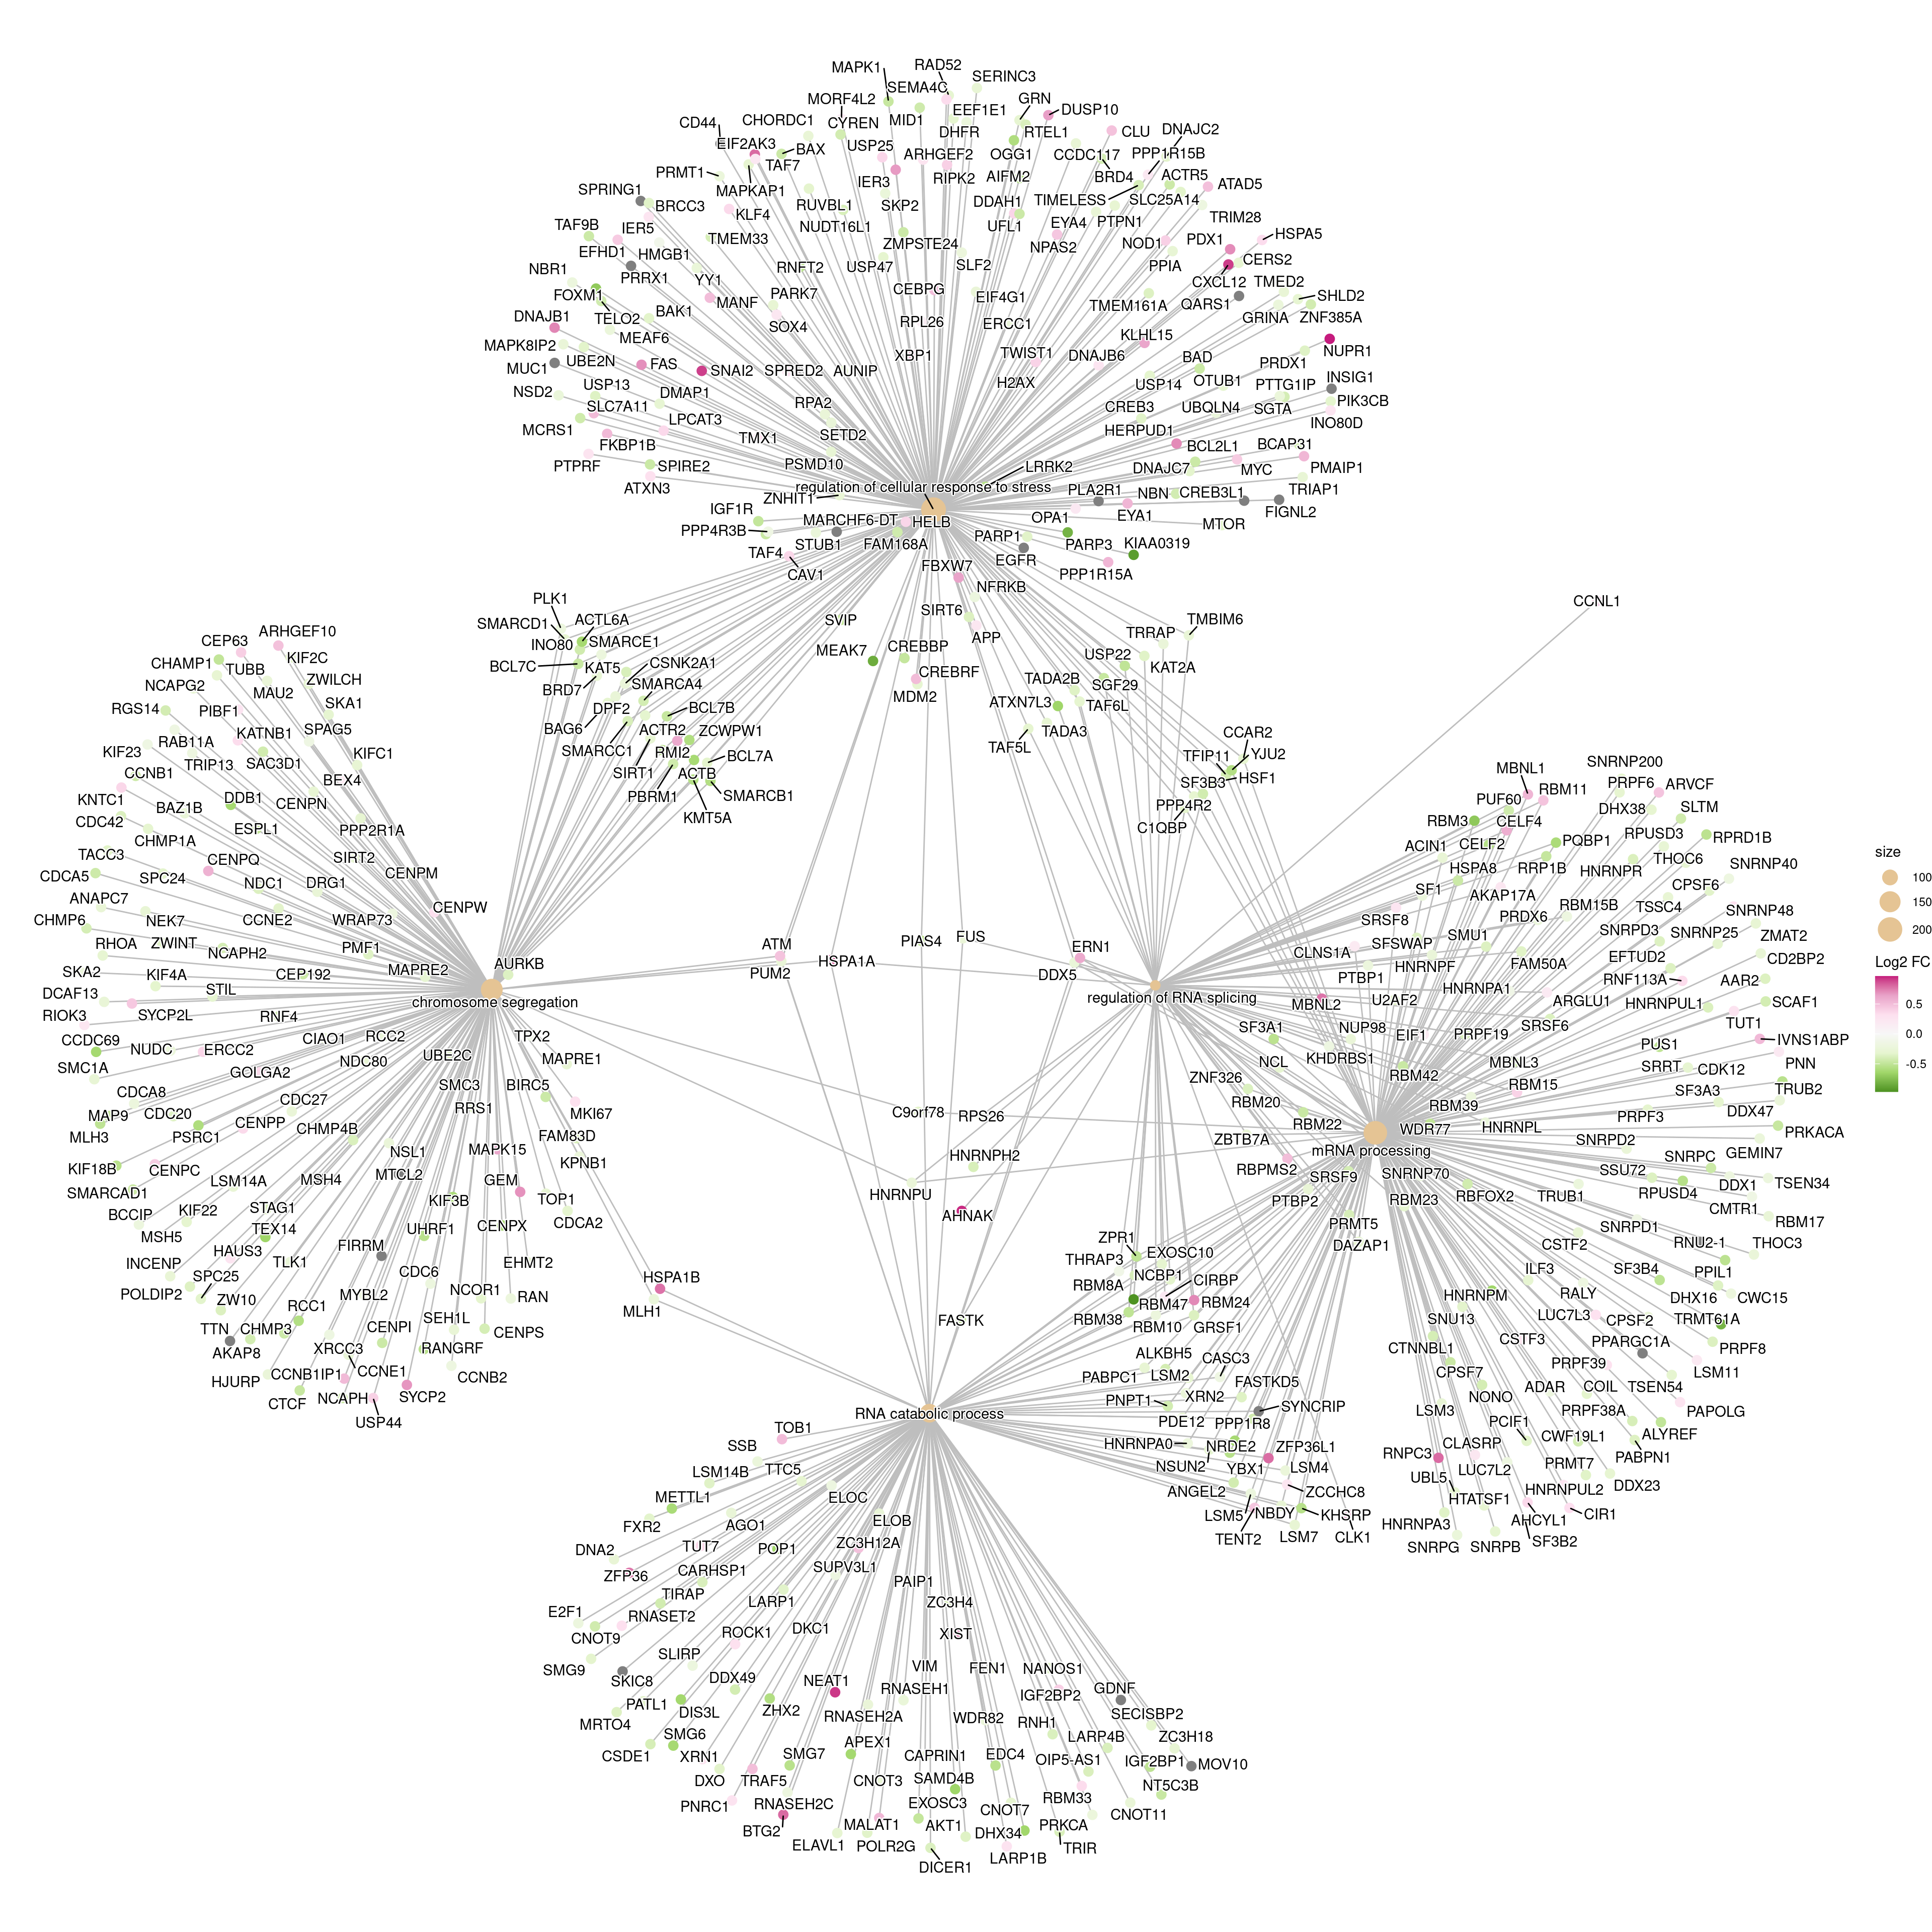 MAPK1
RAD52
SERINC3
SEMA4C
MORF4L2
EEF1E1
GRN
DUSP10
CD44
CHORDC1
CYREN
MID1
DHFR
RTEL1
CLU
DNAJC2
EIF2AK3
BAX
USP25
ARHGEF2
OGG1
CCDC117
PPP1R15B
TAF7
PRMT1
MAPKAP1
IER3
RIPK2
AIFM2
BRD4
ACTR5
ATAD5
SPRING1
BRCC3
KLF4
RUVBL1
SKP2
DDAH1
TIMELESS
SLC25A14
TAF9B
IER5
TMEM33
NUDT16L1
UFL1
EYA4
PTPN1
TRIM28
EFHD1
HMGB1
ZMPSTE24
NPAS2
NOD1
PDX1
HSPA5
NBR1
PRRX1
YY1
RNFT2
USP47
SLF2
PPIA
CERS2
FOXM1
MANF
PARK7
CEBPG
EIF4G1
CXCL12
TMED2
DNAJB1
TELO2
BAK1
SOX4
RPL26
ERCC1
TMEM161A
QARS1
SHLD2
GRINA
ZNF385A
MAPK8IP2
MEAF6
XBP1
TWIST1
DNAJB6
KLHL15
NUPR1
MUC1
UBE2N
FAS
SNAI2
SPRED2
AUNIP
H2AX
BAD
PRDX1
NSD2
USP13
DMAP1
USP14
OTUB1
PTTG1IP
INSIG1
SLC7A11
LPCAT3
RPA2
CREB3
UBQLN4
SGTA
PIK3CB
MCRS1
FKBP1B
TMX1
SETD2
HERPUD1
INO80D
PTPRF
SPIRE2
PSMD10
LRRK2
DNAJC7
BCL2L1
BCAP31
ATXN3
MYC
PMAIP1
regulation of cellular response to stress
ZNHIT1
PLA2R1
NBN
CREB3L1
TRIAP1
IGF1R
MARCHF6-DT
HELB
OPA1
EYA1
MTOR
FIGNL2
PPP4R3B
STUB1
FAM168A
PARP1
PARP3
KIAA0319
TAF4
CAV1
FBXW7
EGFR
PPP1R15A
NFRKB
PLK1
SIRT6
CCNL1
SMARCD1
ACTL6A
SVIP
APP
TRRAP
TMBIM6
INO80
SMARCE1
MEAK7
CREBBP
USP22
KAT2A
BCL7C
KAT5
CSNK2A1
CREBRF
TADA2B
SGF29
BRD7
SMARCA4
MDM2
ATXN7L3
TAF6L
DPF2
BCL7B
BAG6
ACTR2
ZCWPW1
TADA3
TAF5L
SMARCC1
RMI2
BCL7A
CCAR2
SIRT1
ACTB
TFIP11
YJU2
PBRM1
SMARCB1
SF3B3
HSF1
KMT5A
PPP4R2
C1QBP
CEP63
ARHGEF10
CHAMP1
TUBB
KIF2C
NCAPG2
MAU2
ZWILCH
RGS14
PIBF1
SKA1
RAB11A
KATNB1
SPAG5
KIF23
TRIP13
SAC3D1
KIFC1
CCNB1
BEX4
KNTC1
BAZ1B
DDB1
CENPN
CDC42
ESPL1
PPP2R1A
CHMP1A
TACC3
CENPQ
SIRT2
CDCA5
SPC24
NDC1
DRG1
CENPM
ANAPC7
CHMP6
NEK7
CCNE2
WRAP73
CENPW
RHOA
ZWINT
NCAPH2
PMF1
SKA2
KIF4A
CEP192
MAPRE2
AURKB
DCAF13
STIL
chromosome segregation
RIOK3
SYCP2L
RNF4
CCDC69
NUDC
ERCC2
CIAO1
RCC2
TPX2
SMC1A
GOLGA2
NDC80
UBE2C
MAPRE1
CDCA8
CDC27
SMC3
BIRC5
MAP9
CDC20
RRS1
MKI67
MLH3
PSRC1
CENPP
CHMP4B
FAM83D
KIF18B
CENPC
NSL1
MAPK15
KPNB1
SMARCAD1
LSM14A
MSH4
MTCL2
GEM
TOP1
BCCIP
KIF22
STAG1
KIF3B
CDCA2
MSH5
TEX14
UHRF1
CENPX
INCENP
HAUS3
FIRRM
SPC25
TLK1
CDC6
EHMT2
POLDIP2
ZW10
MYBL2
NCOR1
RAN
TTN
CHMP3
RCC1
CENPI
SEH1L
CENPS
AKAP8
XRCC3
RANGRF
HJURP
CCNB1IP1
CCNE1
CCNB2
CTCF
NCAPH
SYCP2
USP44
ATM
PUM2
HSPA1A
PIAS4
FUS
ERN1
DDX5
regulation of RNA splicing
C9orf78
RPS26
HNRNPH2
HNRNPU
AHNAK
HSPA1B
MLH1
FASTK
RNA catabolic process
SNRNP200
MBNL1
PRPF6
ARVCF
RBM11
PUF60
DHX38
SLTM
RBM3
CELF4
ACIN1
CELF2
PQBP1
RPUSD3
RPRD1B
HSPA8
RRP1B
HNRNPR
THOC6
SNRNP40
SF1
AKAP17A
CPSF6
SRSF8
PRDX6
RBM15B
TSSC4
SNRNP48
SMU1
SNRPD3
SNRNP25
ZMAT2
CLNS1A
SFSWAP
HNRNPF
FAM50A
EFTUD2
CD2BP2
PTBP1
RNF113A
AAR2
HNRNPA1
MBNL2
U2AF2
ARGLU1
HNRNPUL1
SCAF1
SF3A1
NUP98
EIF1
PRPF19
SRSF6
TUT1
IVNS1ABP
NCL
KHDRBS1
MBNL3
PUS1
PNN
ZNF326
RBM42
RBM15
SRRT
CDK12
RBM20
SF3A3
TRUB2
RBM39
RBM22
WDR77
HNRNPL
PRPF3
DDX47
ZBTB7A
PRKACA
mRNA processing
SNRPD2
RBPMS2
SRSF9
SNRNP70
SNRPC
GEMIN7
SSU72
PTBP2
RBM23
RBFOX2
TRUB1
RPUSD4
DDX1
TSEN34
CMTR1
PRMT5
SNRPD1
RBM17
DAZAP1
CSTF2
RNU2-1
THOC3
ZPR1
EXOSC10
ILF3
SF3B4
PPIL1
THRAP3
NCBP1
CIRBP
HNRNPM
RALY
DHX16
CWC15
RBM8A
RBM47
RBM24
SNU13
LUC7L3
CPSF2
TRMT61A
RBM38
RBM10
GRSF1
CTNNBL1
CSTF3
PPARGC1A
PRPF8
ALKBH5
CASC3
CPSF7
PRPF39
LSM11
PABPC1
LSM2
FASTKD5
NONO
ADAR
COIL
TSEN54
PNPT1
XRN2
SYNCRIP
LSM3
PCIF1
PRPF38A
PAPOLG
PDE12
PPP1R8
HNRNPA0
NRDE2
ZFP36L1
RNPC3
CLASRP
CWF19L1
ALYREF
NSUN2
YBX1
LSM4
UBL5
LUC7L2
PRMT7
PABPN1
ANGEL2
ZCCHC8
HTATSF1
HNRNPUL2
DDX23
LSM5
NBDY
KHSRP
HNRNPA3
AHCYL1
CIR1
TENT2
LSM7
CLK1
SNRPG
SNRPB
SF3B2
TOB1
SSB
LSM14B
TTC5
METTL1
ELOC
FXR2
AGO1
ELOB
DNA2
TUT7
POP1
ZC3H12A
ZFP36
CARHSP1
SUPV3L1
TIRAP
PAIP1
E2F1
RNASET2
LARP1
ZC3H4
CNOT9
ROCK1
DKC1
XIST
SMG9
SLIRP
SKIC8
DDX49
NEAT1
VIM
FEN1
NANOS1
PATL1
RNASEH1
IGF2BP2
GDNF
MRTO4
DIS3L
ZHX2
RNASEH2A
WDR82
RNH1
SECISBP2
CSDE1
SMG6
XRN1
SMG7
APEX1
CAPRIN1
EDC4
LARP4B
ZC3H18
DXO
TRAF5
CNOT3
SAMD4B
OIP5-AS1
IGF2BP1
MOV10
PNRC1
RNASEH2C
EXOSC3
CNOT7
RBM33
NT5C3B
BTG2
MALAT1
AKT1
DHX34
PRKCA
CNOT11
ELAVL1
POLR2G
LARP1B
TRIR
DICER1
size
100
150
200
Log2 FC
0.5
0.0
-0.5